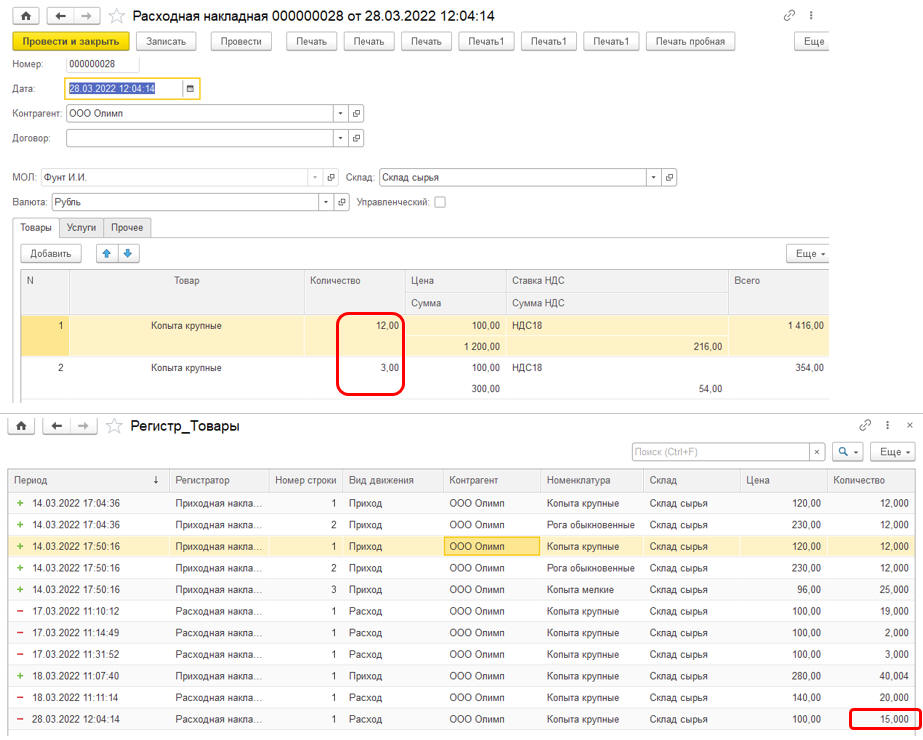 Расходная накладная 000000028 от 28.03.2022 12:04:14
Провести и закрыть Записать Провести Печать Печать Печать Печать1 Печать1 Печать1 Печать пробная Еще
Номер: 000000028
Дата: 28.03.2022 12:04:14
Контрагент: ООО Олимп
Договор:
МОЛ: Фунт И.И. Склад: Склад сырья
Валюта: Рубль Управленческий:
Товары Услуги Прочее
Добавить Еще
N Товар Количество Цена Ставка НДС Всего
Сумма Сумма НДС
1 Копыта крупные 12,00 100,00 НДС18 1 416,00
1 200,00 216,00
2 Копыта крупные 3,00 100,00 НДС18 354,00
300,00 54,00
Регистр_Товары
Поиск (Ctrl+F) × Еще
Период ↓ Регистратор Номер строки Вид движения Контрагент Номенклатура Склад Цена Количество
+ 14.03.2022 17:04:36 Приходная накла... 1 Приход ООО Олимп Копыта крупные Склад сырья 120,00 12,000
+ 14.03.2022 17:04:36 Приходная накла... 2 Приход ООО Олимп Рога обыкновенные Склад сырья 230,00 12,000
+ 14.03.2022 17:50:16 Приходная накла... 1 Приход ООО Олимп Копыта крупные Склад сырья 120,00 12,000
+ 14.03.2022 17:50:16 Приходная накла... 2 Приход ООО Олимп Рога обыкновенные Склад сырья 230,00 12,000
+ 14.03.2022 17:50:16 Приходная накла... 3 Приход ООО Олимп Копыта мелкие Склад сырья 96,00 25,000
− 17.03.2022 11:10:12 Расходная накла... 1 Расход ООО Олимп Копыта крупные Склад сырья 100,00 19,000
− 17.03.2022 11:14:49 Расходная накла... 1 Расход ООО Олимп Копыта крупные Склад сырья 100,00 2,000
− 17.03.2022 11:31:52 Расходная накла... 1 Расход ООО Олимп Копыта крупные Склад сырья 100,00 3,000
+ 18.03.2022 11:07:40 Приходная накла... 1 Приход ООО Олимп Копыта крупные Склад сырья 280,00 40,004
− 18.03.2022 11:11:14 Расходная накла... 1 Расход ООО Олимп Копыта крупные Склад сырья 140,00 20,000
− 28.03.2022 12:04:14 Расходная накла... 1 Расход ООО Олимп Копыта крупные Склад сырья 100,00 15,000